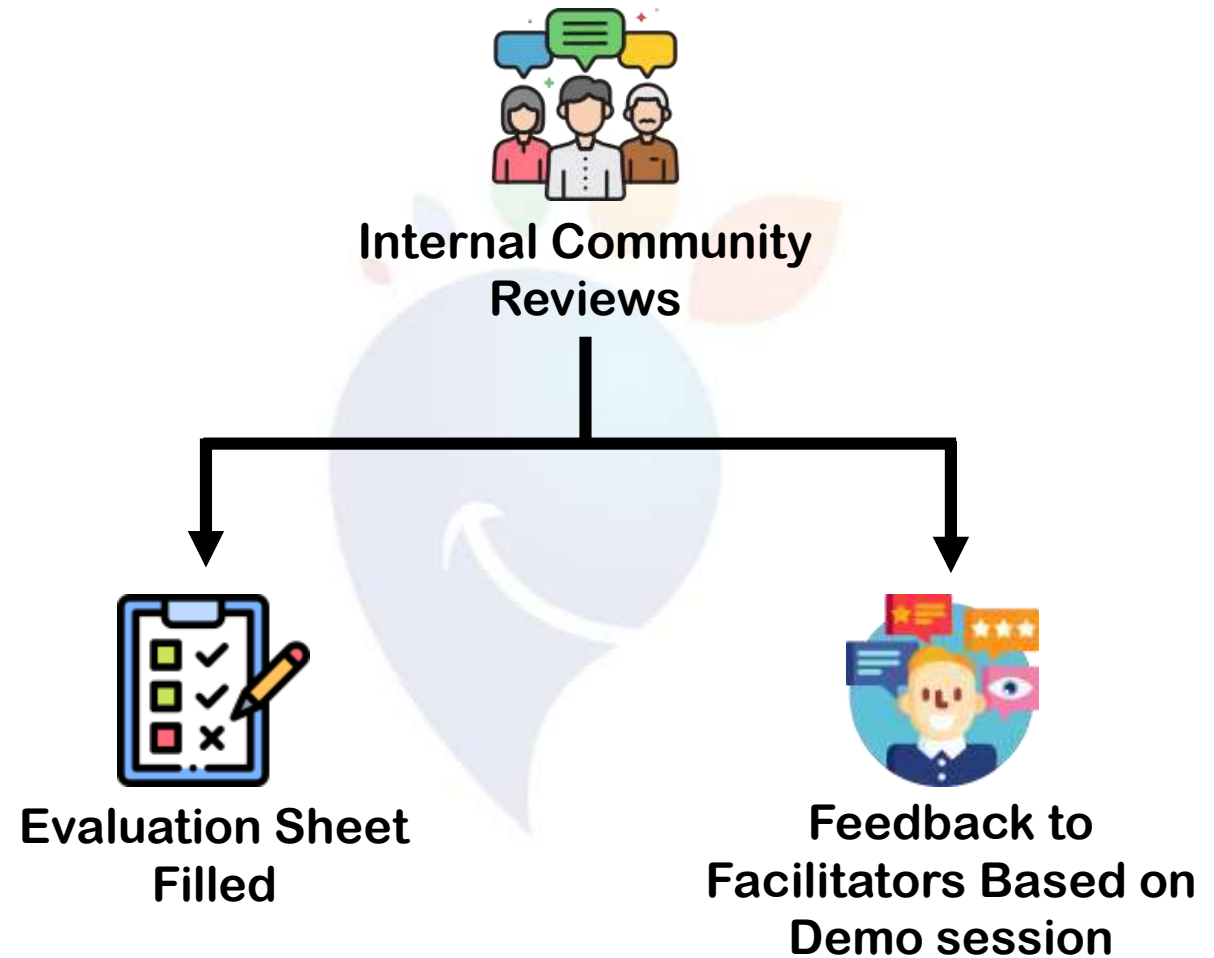 Internal Community
Reviews
Evaluation Sheet
Filled
Feedback to
Facilitators Based on
Demo session